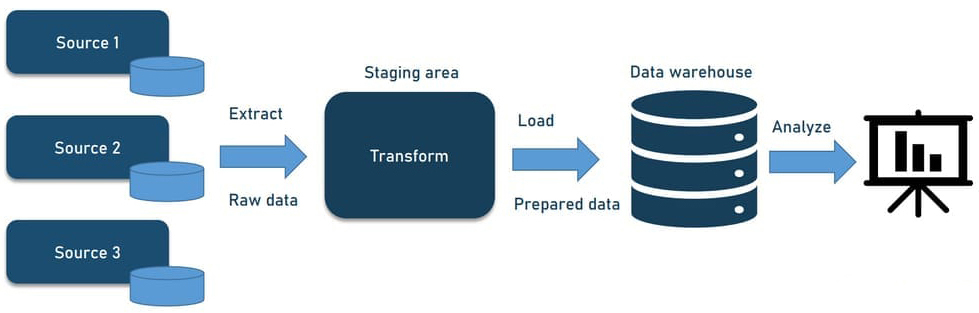 Source 1
Source 2
Source 3
Extract
Raw data
Staging area
Transform
Load
Prepared data
Data warehouse
Analyze